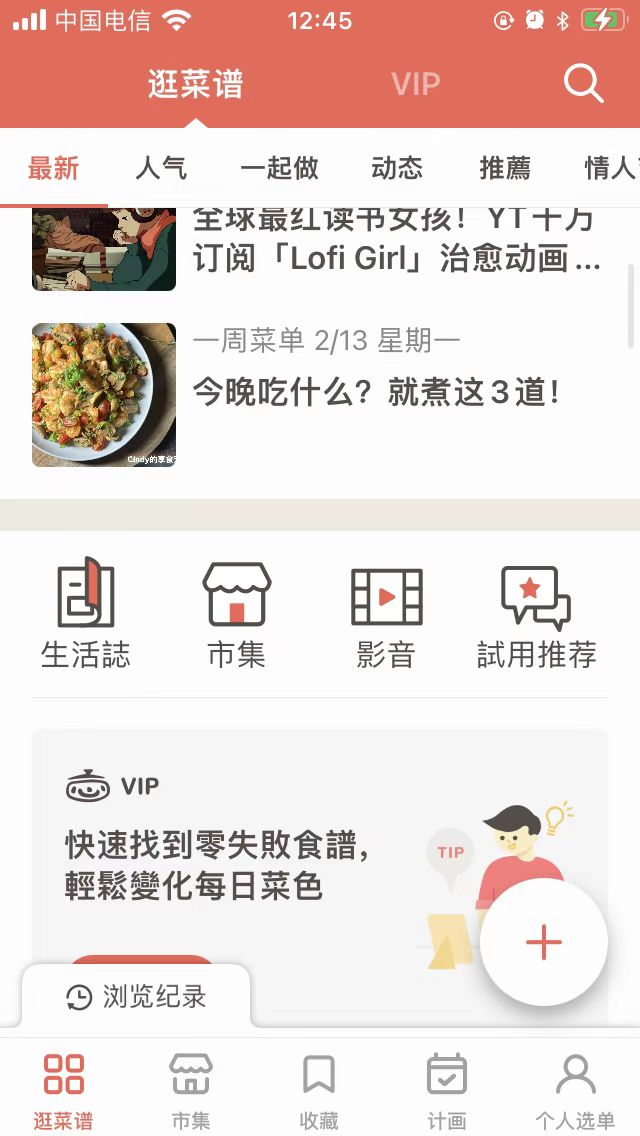 中国电信
12:45
逛菜谱
VIP
最新
人气
一起做
动态
推薦
情人
全球最红读书女孩！YT十万
订阅「Lofi Girl」治愈动画...
一周菜单 2/13 星期一
今晚吃什么？就煮这3道！
Cindy的享食
生活誌
市集
影音
試用推荐
VIP
快速找到零失敗食譜，
輕鬆變化每日菜色
TIP
浏览纪录
逛菜谱
市集
收藏
计画
个人选单